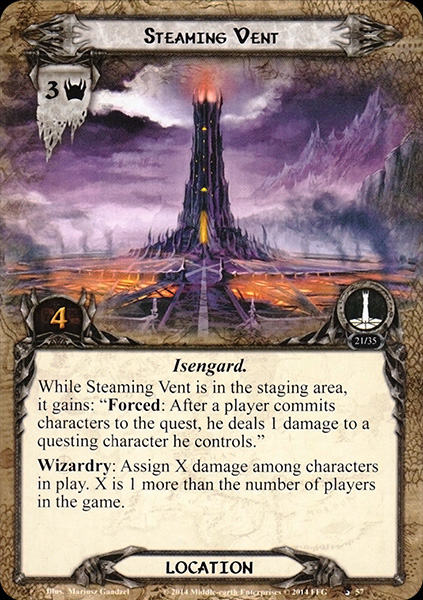 STEAMING VENT
3
4
21/35
Isengard.
While Steaming Vent is in the staging area,
it gains: “Forced: After a player commits
characters to the quest, he deals 1 damage to a
questing character he controls.”
Wizardry: Assign X damage among characters
in play. X is 1 more than the number of players
in the game.
LOCATION
Illus. Mariusz Gandzel © 2014 Middle-earth Enterprises © 2014 FFG 57